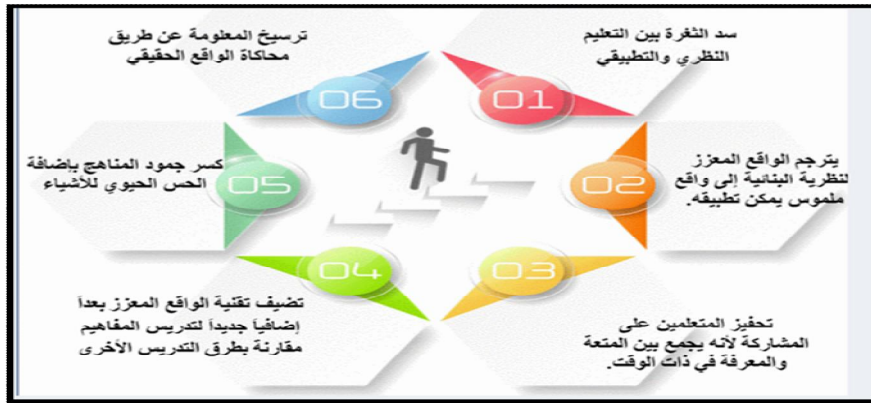 سد الثغرة بين التعليم
النظري والتطبيقي
01
يترجم الواقع المعزز
لنظرية البنائية إلى واقع
ملموس يمكن تطبيقه.
02
تحفيز المتعلمين على
المشاركة لأنه يجمع بين المتعة
والمعرفة في ذات الوقت.
03
تضيف تقنية الواقع المعزز بعداً
إضافياً جديداً لتدريس المفاهيم
مقارنة بطرق التدريس الأخرى
04
كسر جمود المناهج بإضافة
الحس الحيوي للأشياء
05
ترسيخ المعلومة عن طريق
محاكاة الواقع الحقيقي
06